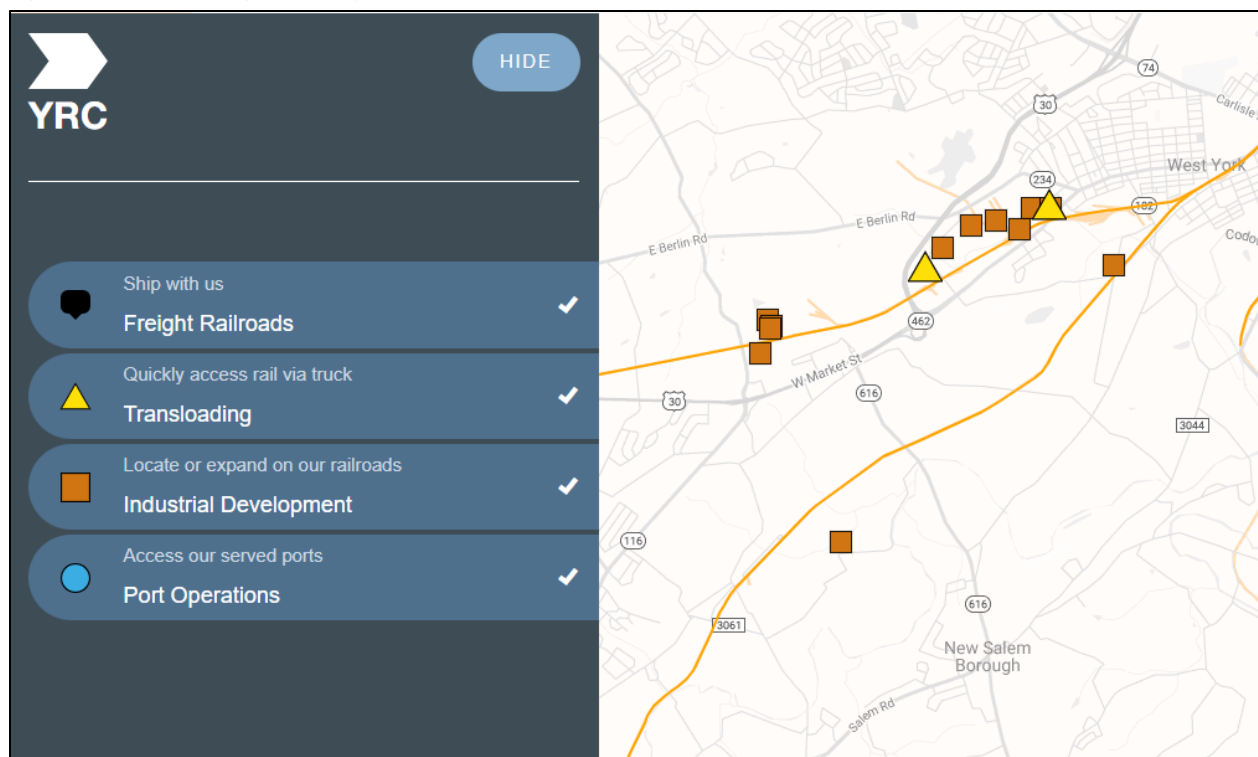 YRC
HIDE
Ship with us
Freight Railroads
Quickly access rail via truck
Transloading
Locate or expand on our railroads
Industrial Development
Access our served ports
Port Operations
74
30
Carlisle
West York
234
182
E Berlin Rd
E Berlin Rd
Codo
462
W Market St
30
616
3044
116
616
3061
New Salem
Borough
Salem Rd